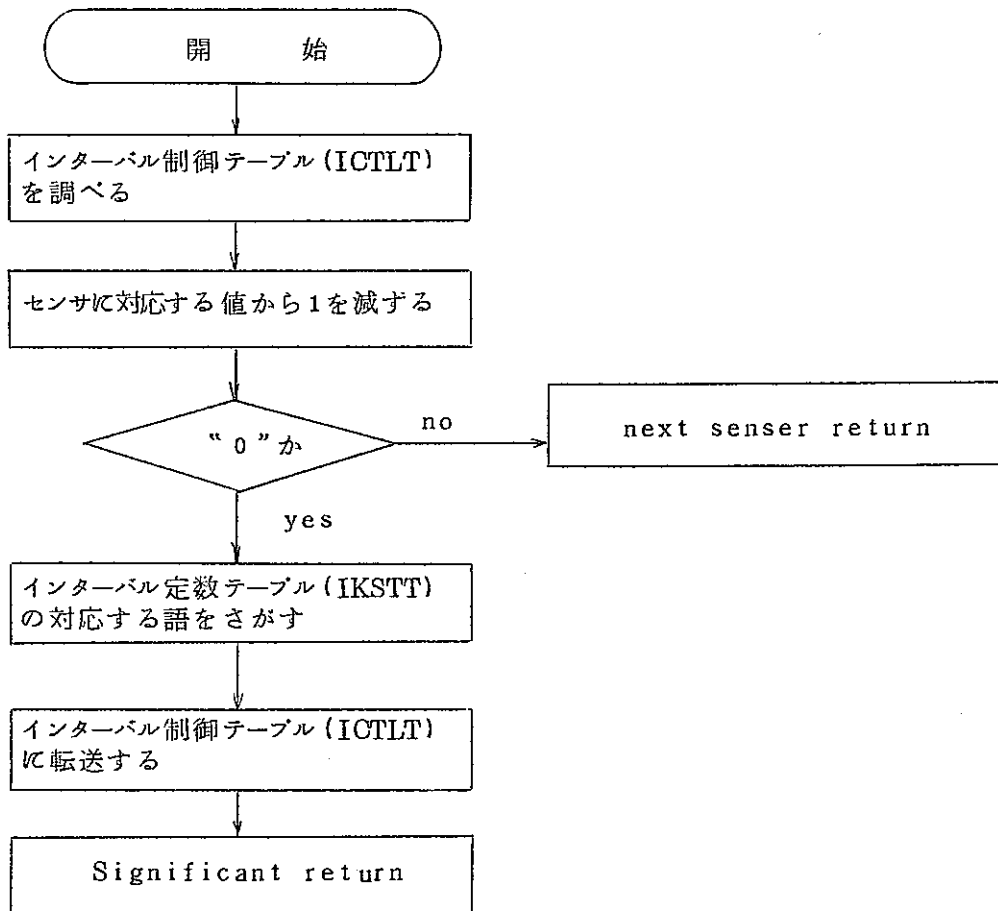 開始
インターバル制御テーブル(ICTLT)
を調べる
センサに対応する値から1を減ずる
“0”か
no
next senser return
yes
インターバル定数テーブル(IKSTT)
の対応する語をさがす
インターバル制御テーブル(ICTLT)
に転送する
Significant return